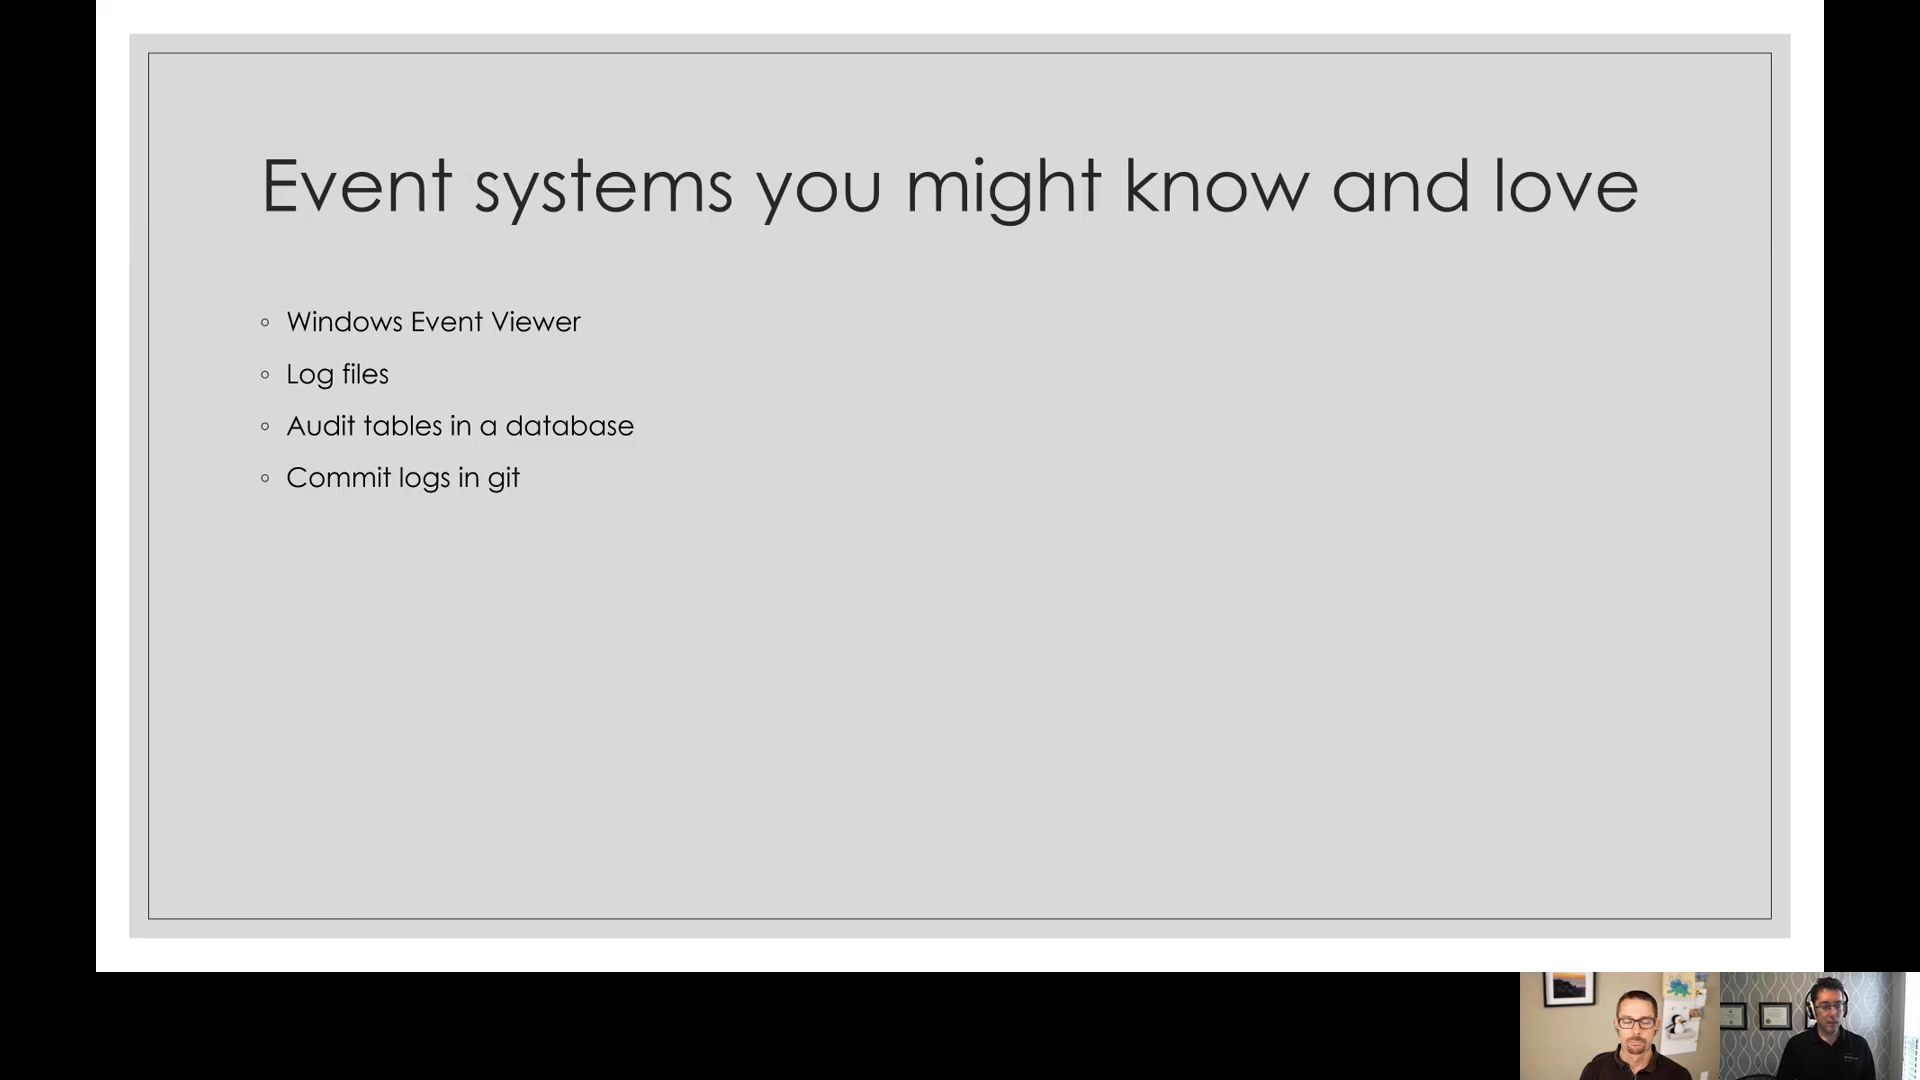 Event systems you might know and love
Windows Event Viewer
Log files
Audit tables in a database
Commit logs in git